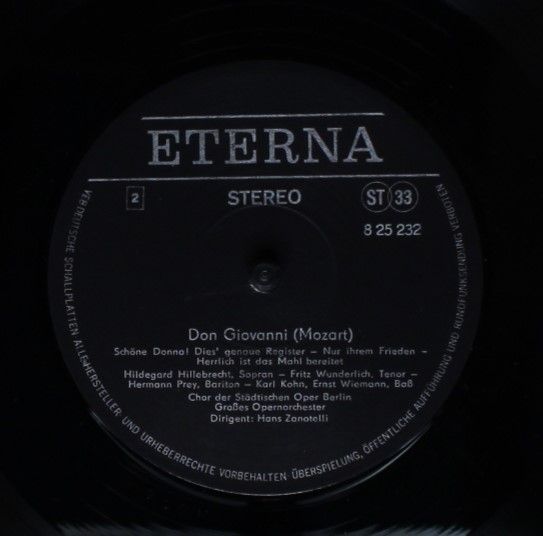 ETERNA
2 STEREO ST 33
8 25 232
Don Giovanni (Mozart)
Schöne Donna! Dies' genaue Register – Nur ihrem Frieden –
Herrlich ist das Mahl bereitet
Hildegard Hillebrecht, Sopran – Fritz Wunderlich, Tenor –
Hermann Prey, Bariton – Karl Kohn, Ernst Wiemann, Baß
Chor der Städtischen Oper Berlin
Großes Opernorchester
Dirigent: Hans Zanotelli
VEB DEUTSCHE SCHALLPLATTEN ALLE HERSTELLER- UND URHEBERRECHTE VORBEHALTEN · ÜBERSPIELUNG, ÖFFENTLICHE AUFFÜHRUNG UND RUNDFUNKSENDUNG VERBOTEN